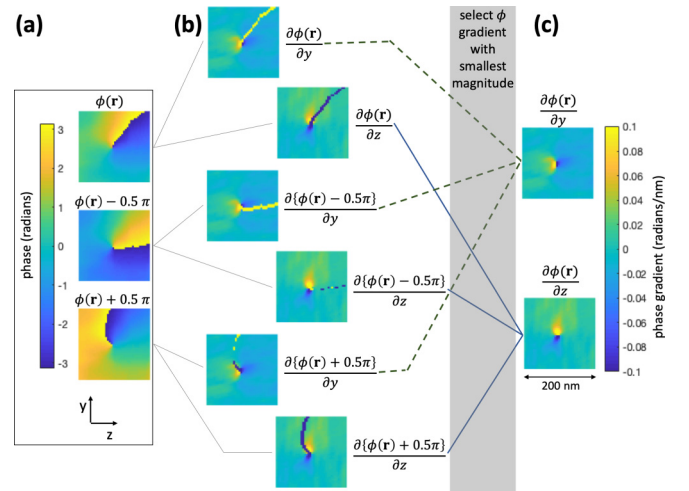 (a)
(b)
select ϕ
gradient
with
smallest
magnitude
(c)
ϕ(r)
3
2
1
0
-1
-2
-3
phase (radians)
ϕ(r) − 0.5 π
ϕ(r) + 0.5 π
y
z
∂ϕ(r)
∂y
∂ϕ(r)
∂z
∂{ϕ(r) − 0.5π}
∂y
∂{ϕ(r) − 0.5π}
∂z
∂{ϕ(r) + 0.5π}
∂y
∂{ϕ(r) + 0.5π}
∂z
∂ϕ(r)
∂y
∂ϕ(r)
∂z
200 nm
0.1
0.08
0.06
0.04
0.02
0
-0.02
-0.04
-0.06
-0.08
-0.1
phase gradient (radians/nm)